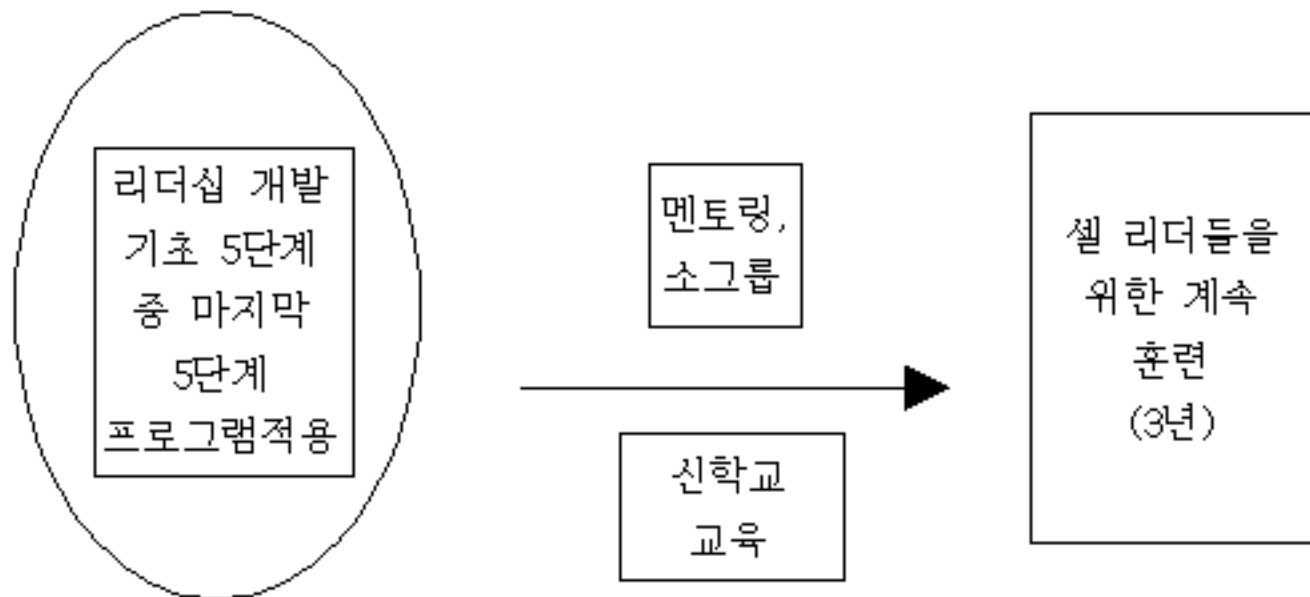 리더십 개발
기초 5단계
중 마지막
5단계
프로그램적용
멘토링,
소그룹
신학교
교육
셀 리더들을
위한 계속
훈련
(3년)